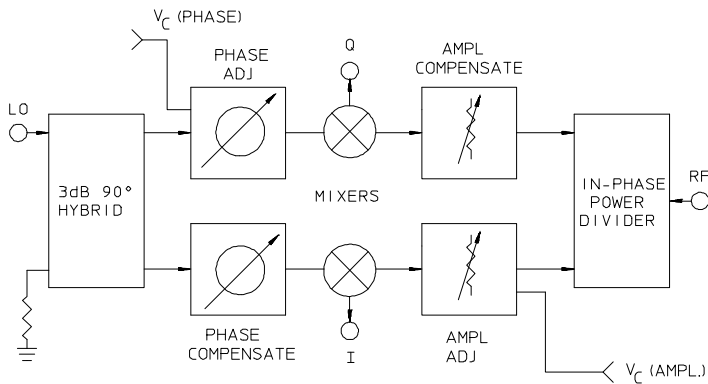 V_C (PHASE)
PHASE
ADJ
Q
AMPL
COMPENSATE
LO
3dB 90°
HYBRID
MIXERS
IN-PHASE
POWER
DIVIDER
RF
PHASE
COMPENSATE
I
AMPL
ADJ
V_C (AMPL.)